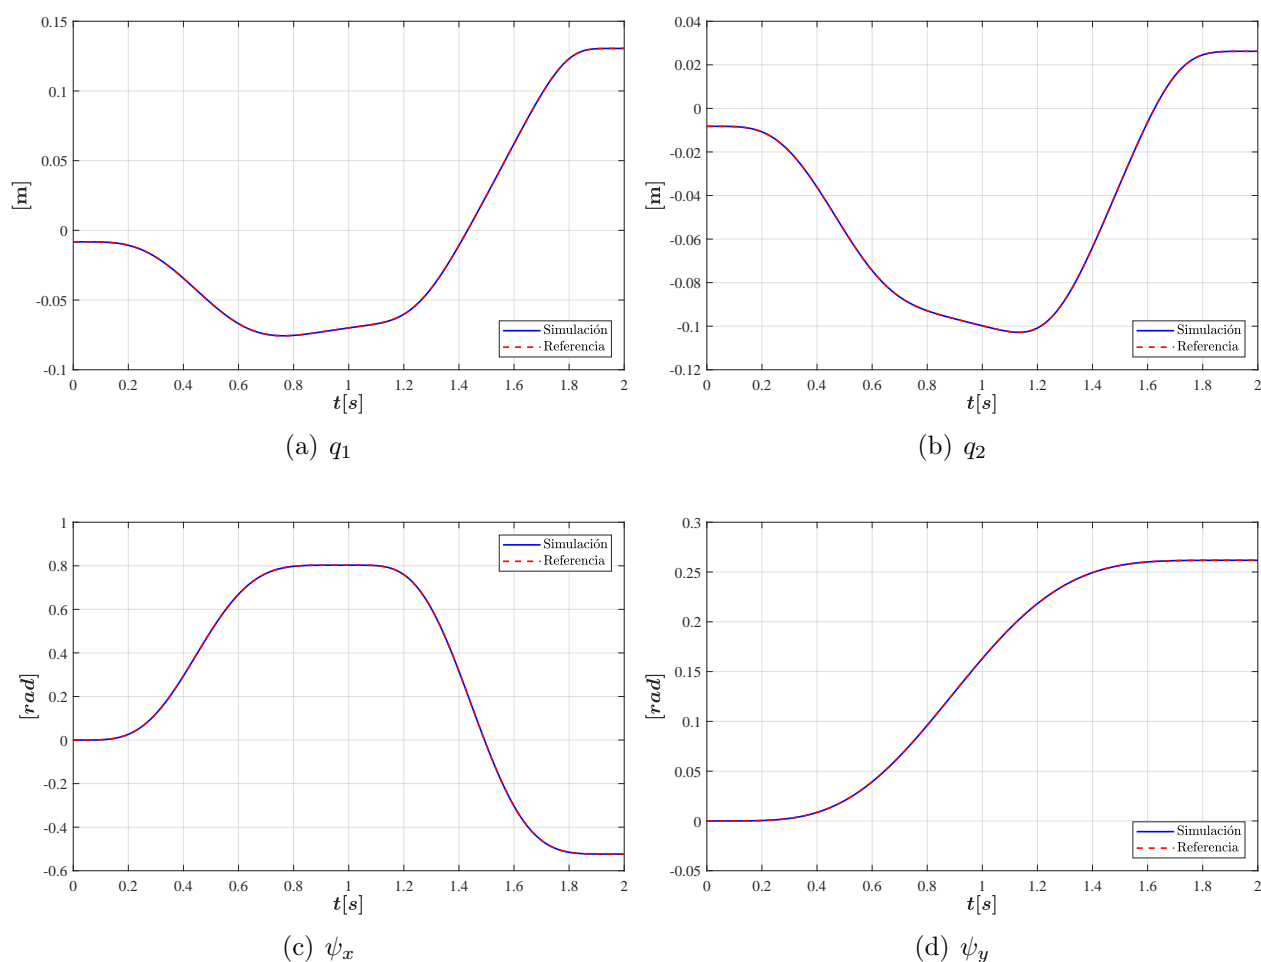 0.15
0.1
0.05
0
-0.05
-0.1
[m]
0 0.2 0.4 0.6 0.8 1 1.2 1.4 1.6 1.8 2
t[s]
Simulación
Referencia
(a) q₁
0.04
0.02
0
-0.02
-0.04
-0.06
-0.08
-0.1
-0.12
[m]
0 0.2 0.4 0.6 0.8 1 1.2 1.4 1.6 1.8 2
t[s]
Simulación
Referencia
(b) q₂
1
0.8
0.6
0.4
0.2
0
-0.2
-0.4
-0.6
[rad]
0 0.2 0.4 0.6 0.8 1 1.2 1.4 1.6 1.8 2
t[s]
Simulación
Referencia
(c) ψₓ
0.3
0.25
0.2
0.15
0.1
0.05
0
-0.05
[rad]
0 0.2 0.4 0.6 0.8 1 1.2 1.4 1.6 1.8 2
t[s]
Simulación
Referencia
(d) ψ_y